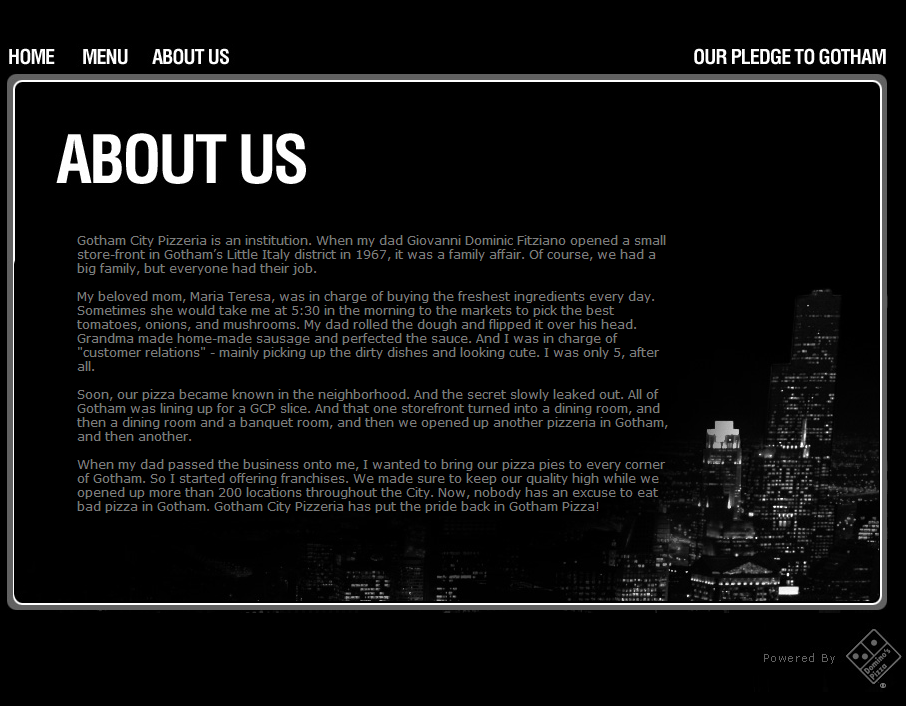 HOME MENU ABOUT US OUR PLEDGE TO GOTHAM
ABOUT US
Gotham City Pizzeria is an institution. When my dad Giovanni Dominic Fitziano opened a small
store-front in Gotham’s Little Italy district in 1967, it was a family affair. Of course, we had a
big family, but everyone had their job.
My beloved mom, Maria Teresa, was in charge of buying the freshest ingredients every day.
Sometimes she would take me at 5:30 in the morning to the markets to pick the best
tomatoes, onions, and mushrooms. My dad rolled the dough and flipped it over his head.
Grandma made home-made sausage and perfected the sauce. And I was in charge of
"customer relations" - mainly picking up the dirty dishes and looking cute. I was only 5, after
all.
Soon, our pizza became known in the neighborhood. And the secret slowly leaked out. All of
Gotham was lining up for a GCP slice. And that one storefront turned into a dining room, and
then a dining room and a banquet room, and then we opened up another pizzeria in Gotham,
and then another.
When my dad passed the business onto me, I wanted to bring our pizza pies to every corner
of Gotham. So I started offering franchises. We made sure to keep our quality high while we
opened up more than 200 locations throughout the City. Now, nobody has an excuse to eat
bad pizza in Gotham. Gotham City Pizzeria has put the pride back in Gotham Pizza!
Powered By
Domino's
Pizza
®